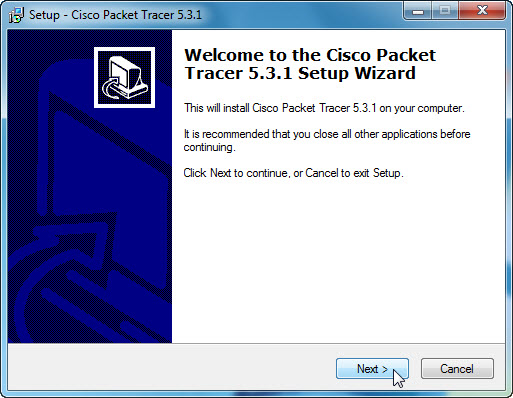 Setup - Cisco Packet Tracer 5.3.1
Welcome to the Cisco Packet
Tracer 5.3.1 Setup Wizard
This will install Cisco Packet Tracer 5.3.1 on your computer.
It is recommended that you close all other applications before
continuing.
Click Next to continue, or Cancel to exit Setup.
Next >
Cancel